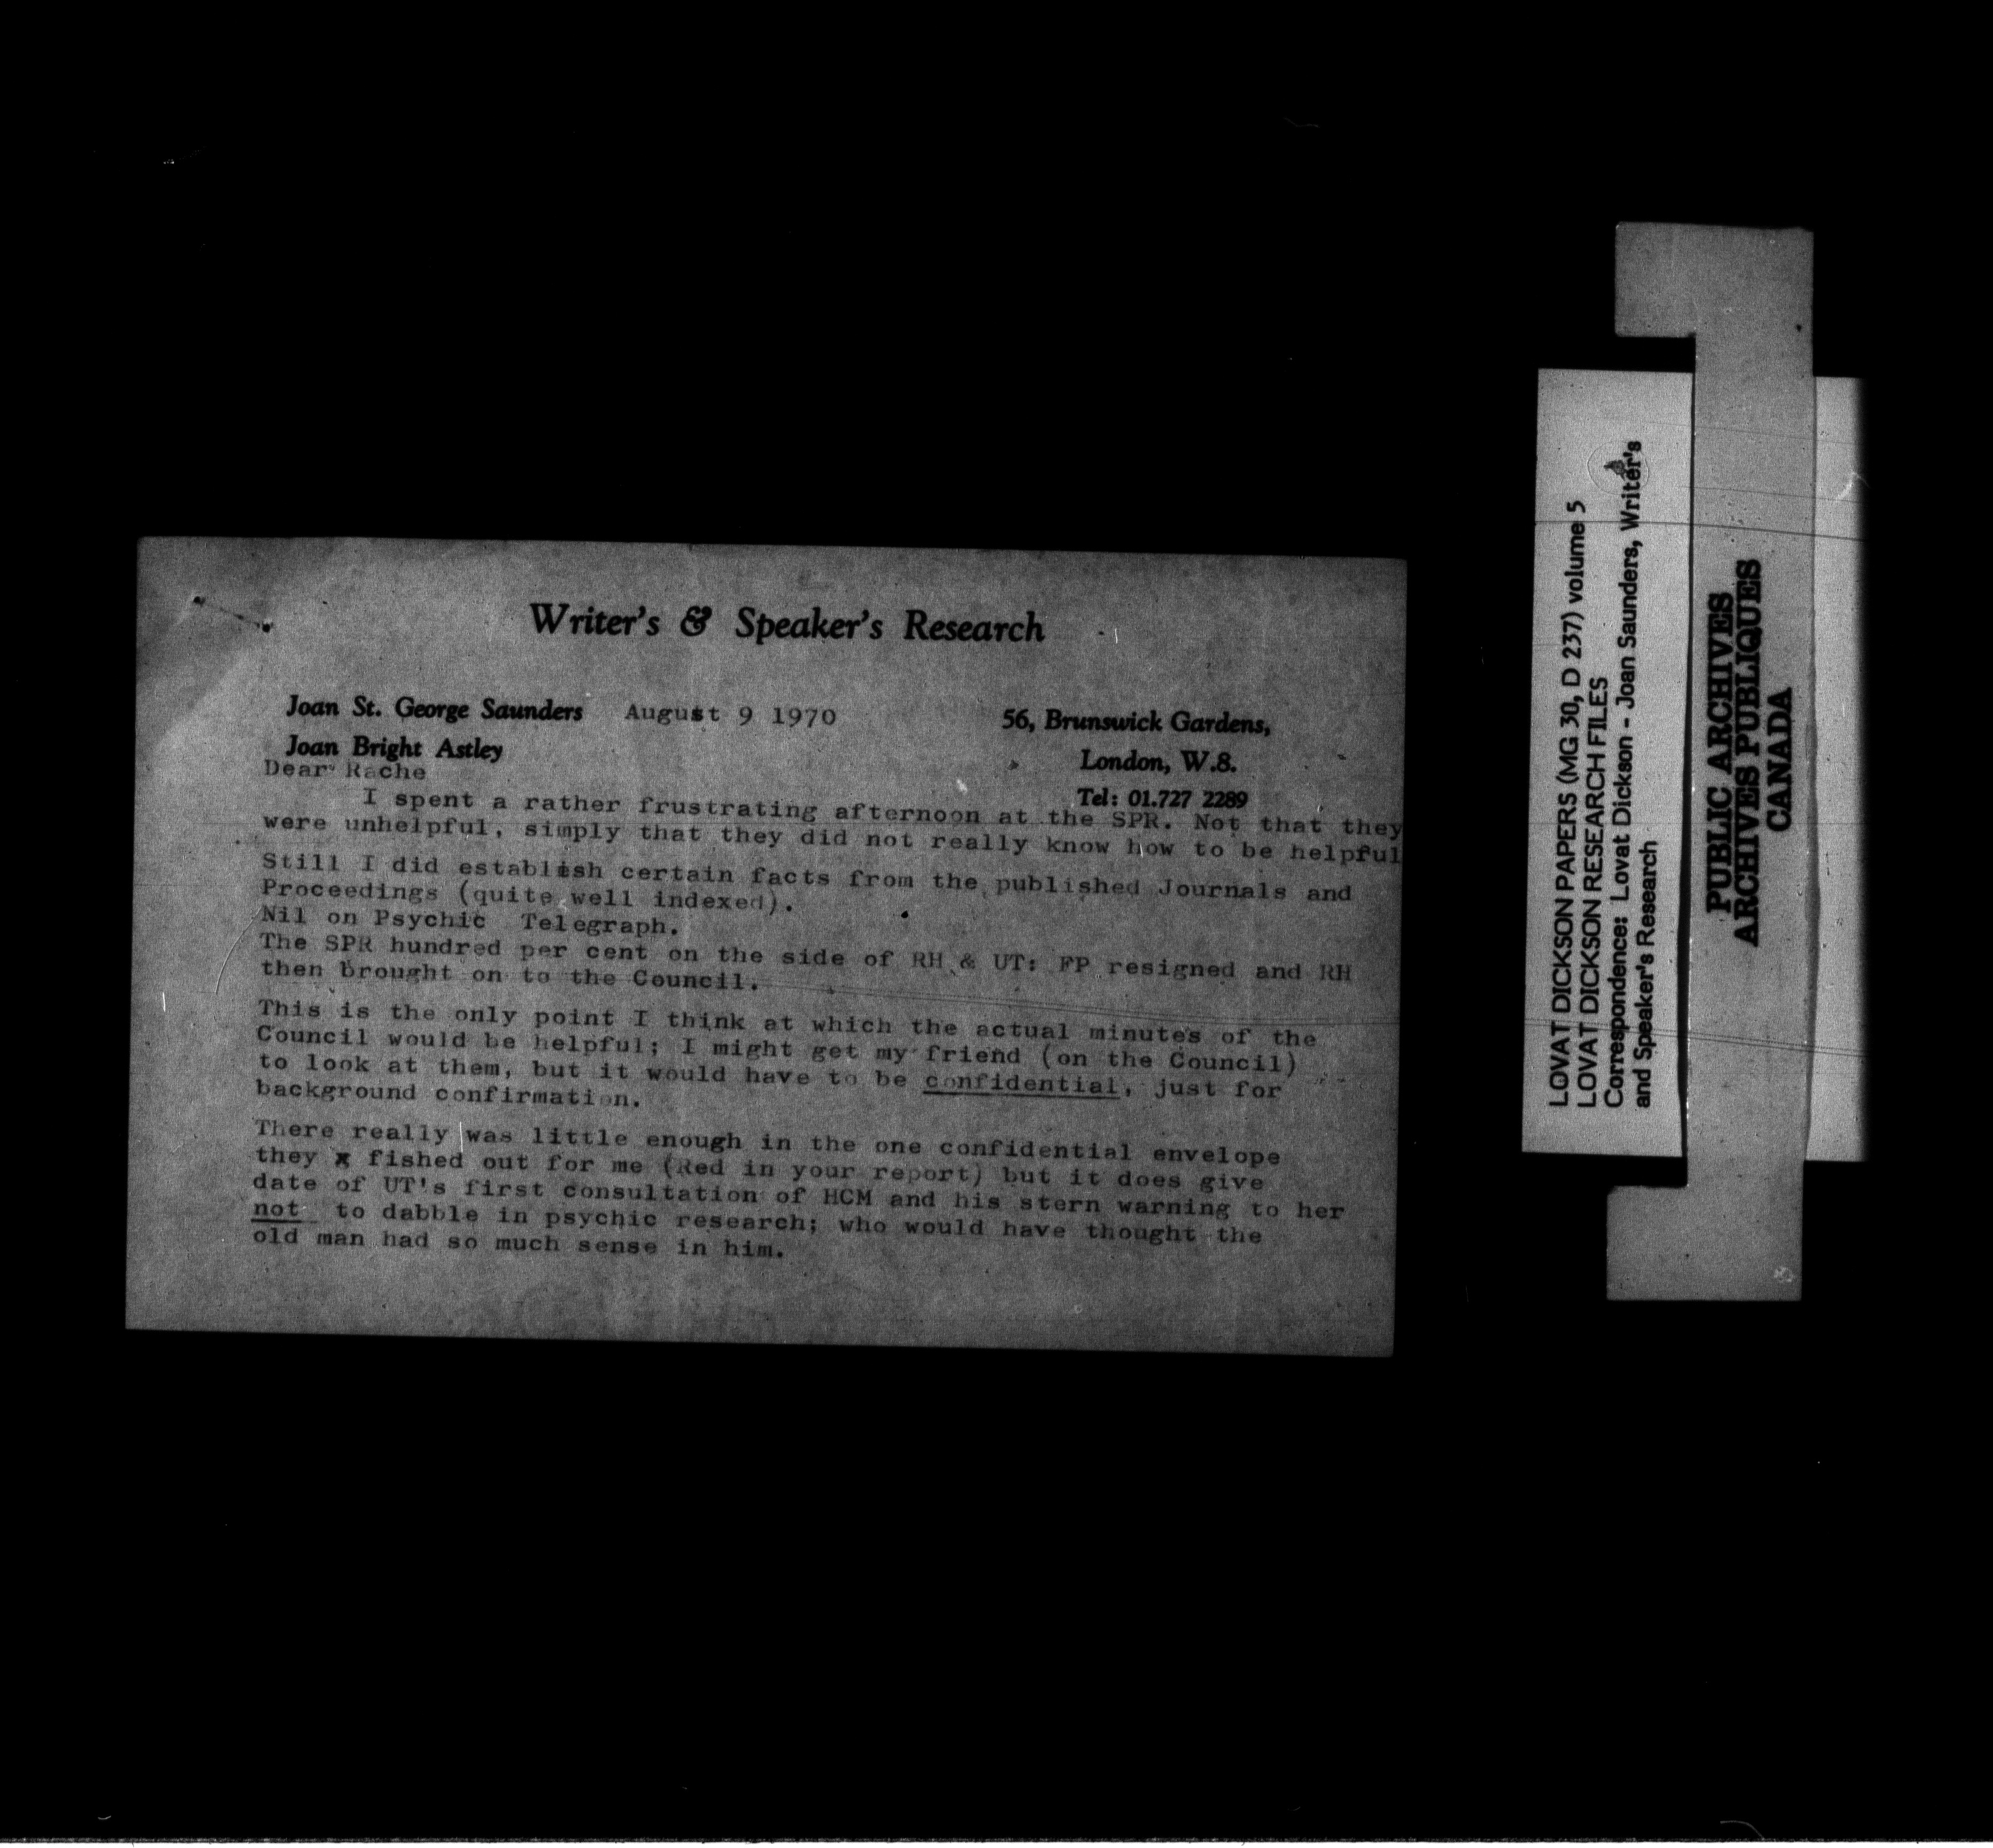 Writer's & Speaker's Research
Joan St. George Saunders August 9 1970 56, Brunswick Gardens,
Joan Bright Astley London, W.8.
Dear Rache
Tel: 01.727 2289
I spent a rather frustrating afternoon at the SPR. Not that they
were unhelpful, simply that they did not really know how to be helpful
Still I did establish certain facts from the published Journals and
Proceedings (quite well indexed).
Nil on Psychic Telegraph.
The SPR hundred per cent on the side of RH & UT: FP resigned and RH
then brought on to the Council.
This is the only point I think at which the actual minutes of the
Council would be helpful; I might get my friend (on the Council)
to look at them, but it would have to be confidential, just for
background confirmation.
There really was little enough in the one confidential envelope
they x fished out for me (Red in your report) but it does give
date of UT's first consultation of HCM and his stern warning to her
not to dabble in psychic research; who would have thought the
old man had so much sense in him.
LOVAT DICKSON PAPERS (MG 30, D 237) volume 5
LOVAT DICKSON RESEARCH FILES
Correspondence: Lovat Dickson - Joan Saunders, Writer's
and Speaker's Research
PUBLIC ARCHIVES
ARCHIVES PUBLIQUES
CANADA